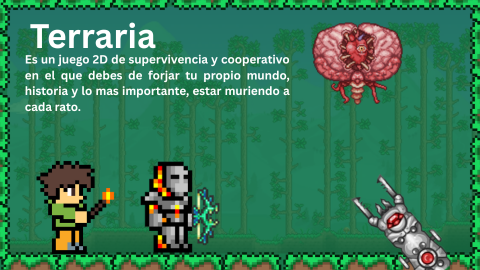 Terraria
Es un juego 2D de supervivencia y cooperativo
en el que debes de forjar tu propio mundo,
historia y lo mas importante, estar muriendo a
cada rato.